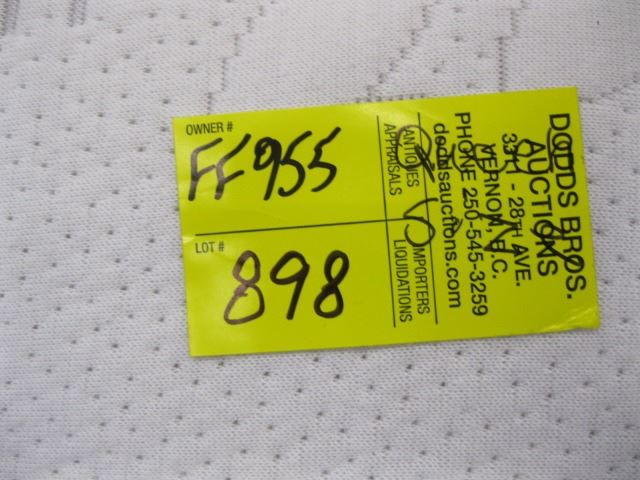 OWNER #
FF955
LOT #
898
DODDS BROS.
AUCTIONS
3311 - 28TH AVE.
VERNON, B.C.
PHONE 250-545-3259
doddsauctions.com
ANTIQUES IMPORTERS
APPRAISALS LIQUIDATIONS